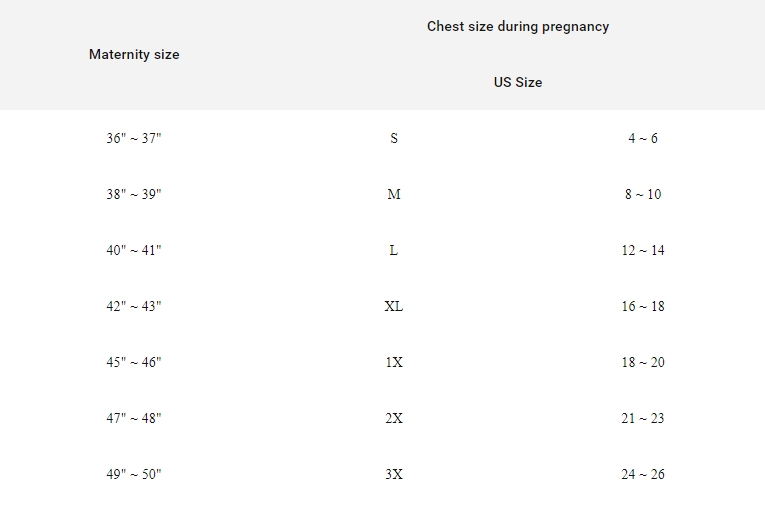 Chest size during pregnancy
Maternity size
US Size
36" ~ 37" S 4 ~ 6
38" ~ 39" M 8 ~ 10
40" ~ 41" L 12 ~ 14
42" ~ 43" XL 16 ~ 18
45" ~ 46" 1X 18 ~ 20
47" ~ 48" 2X 21 ~ 23
49" ~ 50" 3X 24 ~ 26